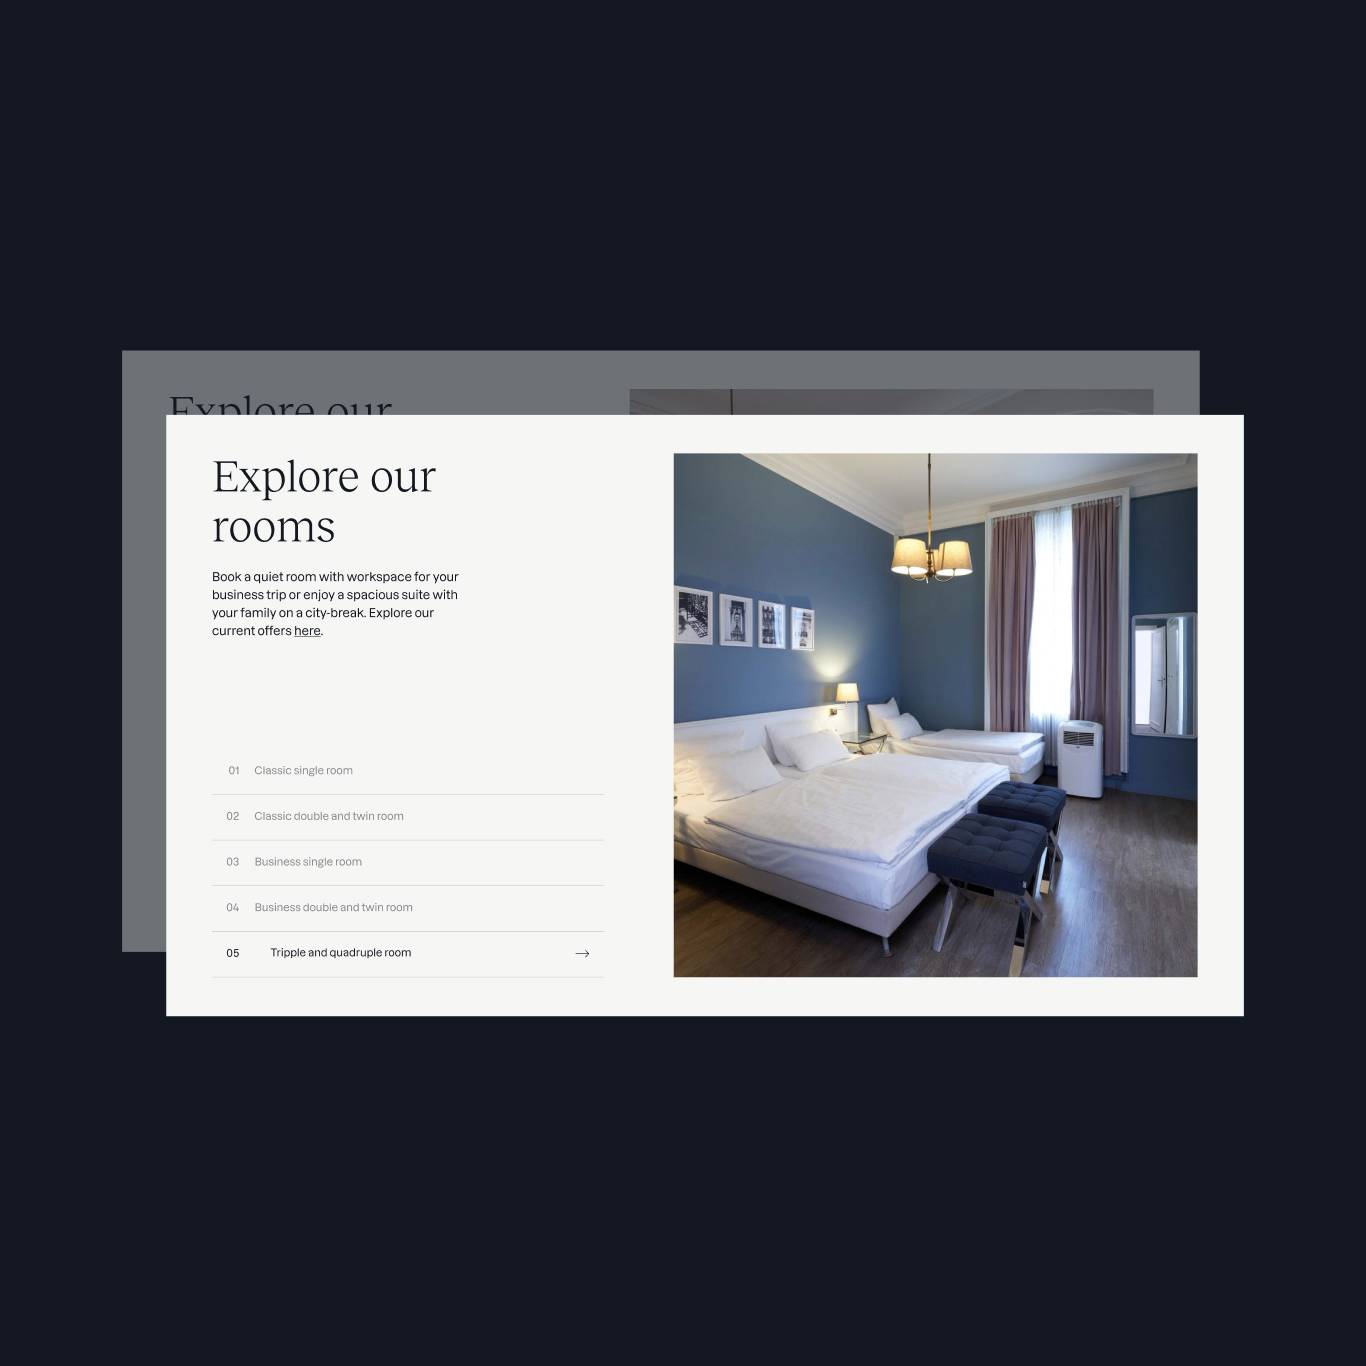 Explore our
Explore our
rooms
Book a quiet room with workspace for your
business trip or enjoy a spacious suite with
your family on a city-break. Explore our
current offers here.
01 Classic single room
02 Classic double and twin room
03 Business single room
04 Business double and twin room
05 Tripple and quadruple room →